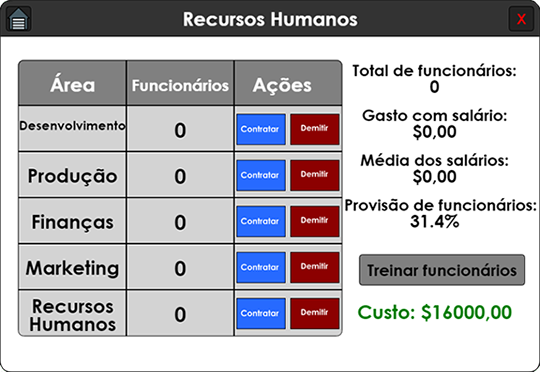 Recursos Humanos
X
Área Funcionários Ações
Desenvolvimento 0 Contratar Demitir
Produção 0 Contratar Demitir
Finanças 0 Contratar Demitir
Marketing 0 Contratar Demitir
Recursos
Humanos 0 Contratar Demitir
Total de funcionários:
0
Gasto com salário:
$0,00
Média dos salários:
$0,00
Provisão de funcionários:
31.4%
Treinar funcionários
Custo: $16000,00